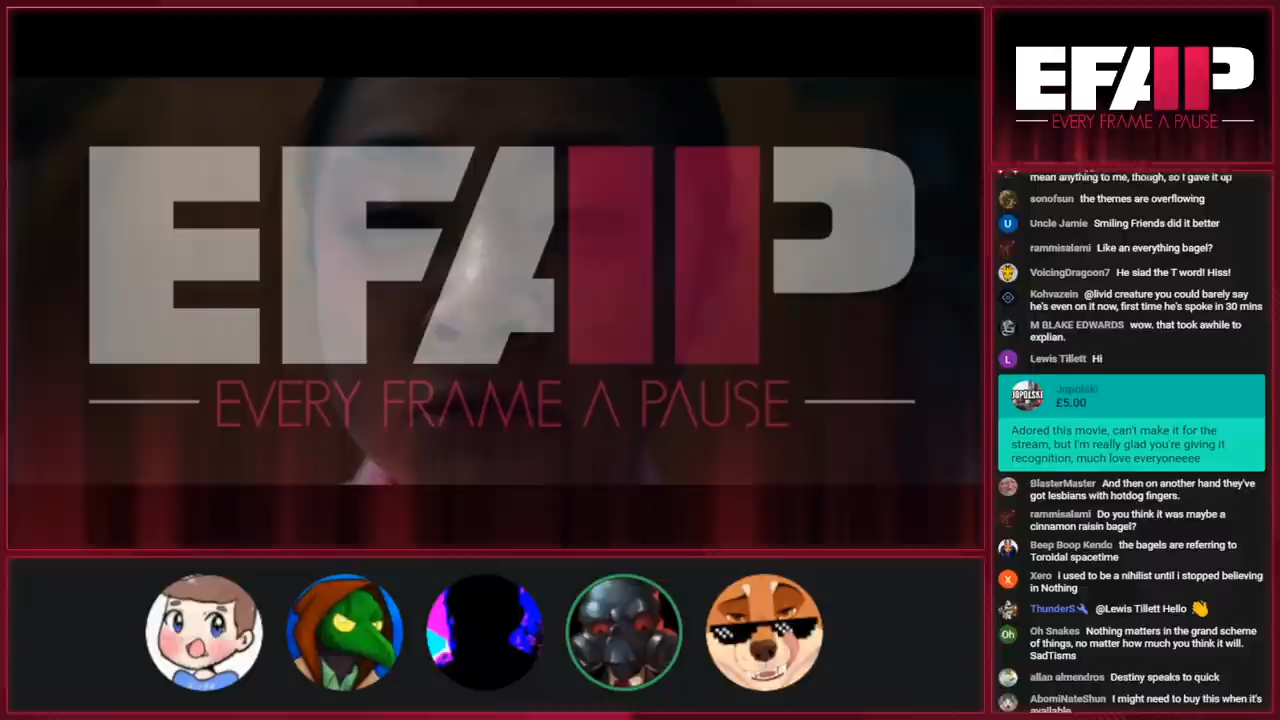 EFAP
EVERY FRAME A PAUSE
EFAP
EVERY FRAME A PAUSE
mean anything to me, though, so I gave it up
sonofsun the themes are overflowing
Uncle Jamie Smiling Friends did it better
rammisalami Like an everything bagel?
VoicingDragoon7 He siad the T word! Hiss!
Kohvazein @livid creature you could barely say
he's even on it now, first time he's spoke in 30 mins
M BLAKE EDWARDS wow. that took awhile to
explian.
Lewis Tillett Hi
Jopolski
£5.00
Adored this movie, can't make it for the
stream, but I'm really glad you're giving it
recognition, much love everyoneeee
BlasterMaster And then on another hand they've
got lesbians with hotdog fingers.
rammisalami Do you think it was maybe a
cinnamon raisin bagel?
Beep Boop Kendo the bagels are referring to
Toroidal spacetime
Xero i used to be a nihilist until i stopped believing
in Nothing
ThunderS @Lewis Tillett Hello 👋
Oh Snakes Nothing matters in the grand scheme
of things, no matter how much you think it will.
SadTisms
allan almendros Destiny speaks to quick
AbomiNateShun I might need to buy this when it's
available